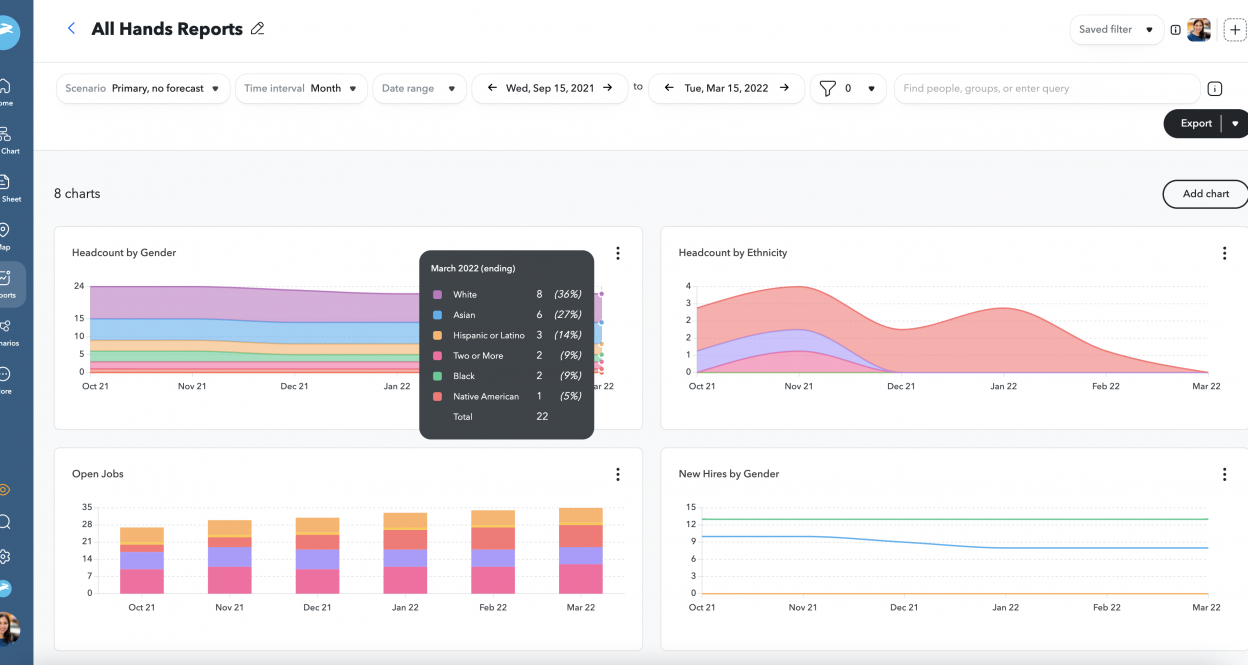 All Hands Reports
Saved filter
Scenario Primary, no forecast
Time interval Month
Date range
Wed, Sep 15, 2021
to
Tue, Mar 15, 2022
0
Find people, groups, or enter query
Export
Chart
Sheet
8 charts
Add chart
Headcount by Gender
24
15
10
5
0
Oct 21 Nov 21 Dec 21 Jan 22 ar 22
March 2022 (ending)
White 8 (36%)
Asian 6 (27%)
Hispanic or Latino 3 (14%)
Two or More 2 (9%)
Black 2 (9%)
Native American 1 (5%)
Total 22
Headcount by Ethnicity
4
3
2
2
1
0
Oct 21 Nov 21 Dec 21 Jan 22 Feb 22 Mar 22
Open Jobs
35
28
21
14
7
0
Oct 21 Nov 21 Dec 21 Jan 22 Feb 22 Mar 22
New Hires by Gender
15
12
9
6
3
0
Oct 21 Nov 21 Dec 21 Jan 22 Feb 22 Mar 22